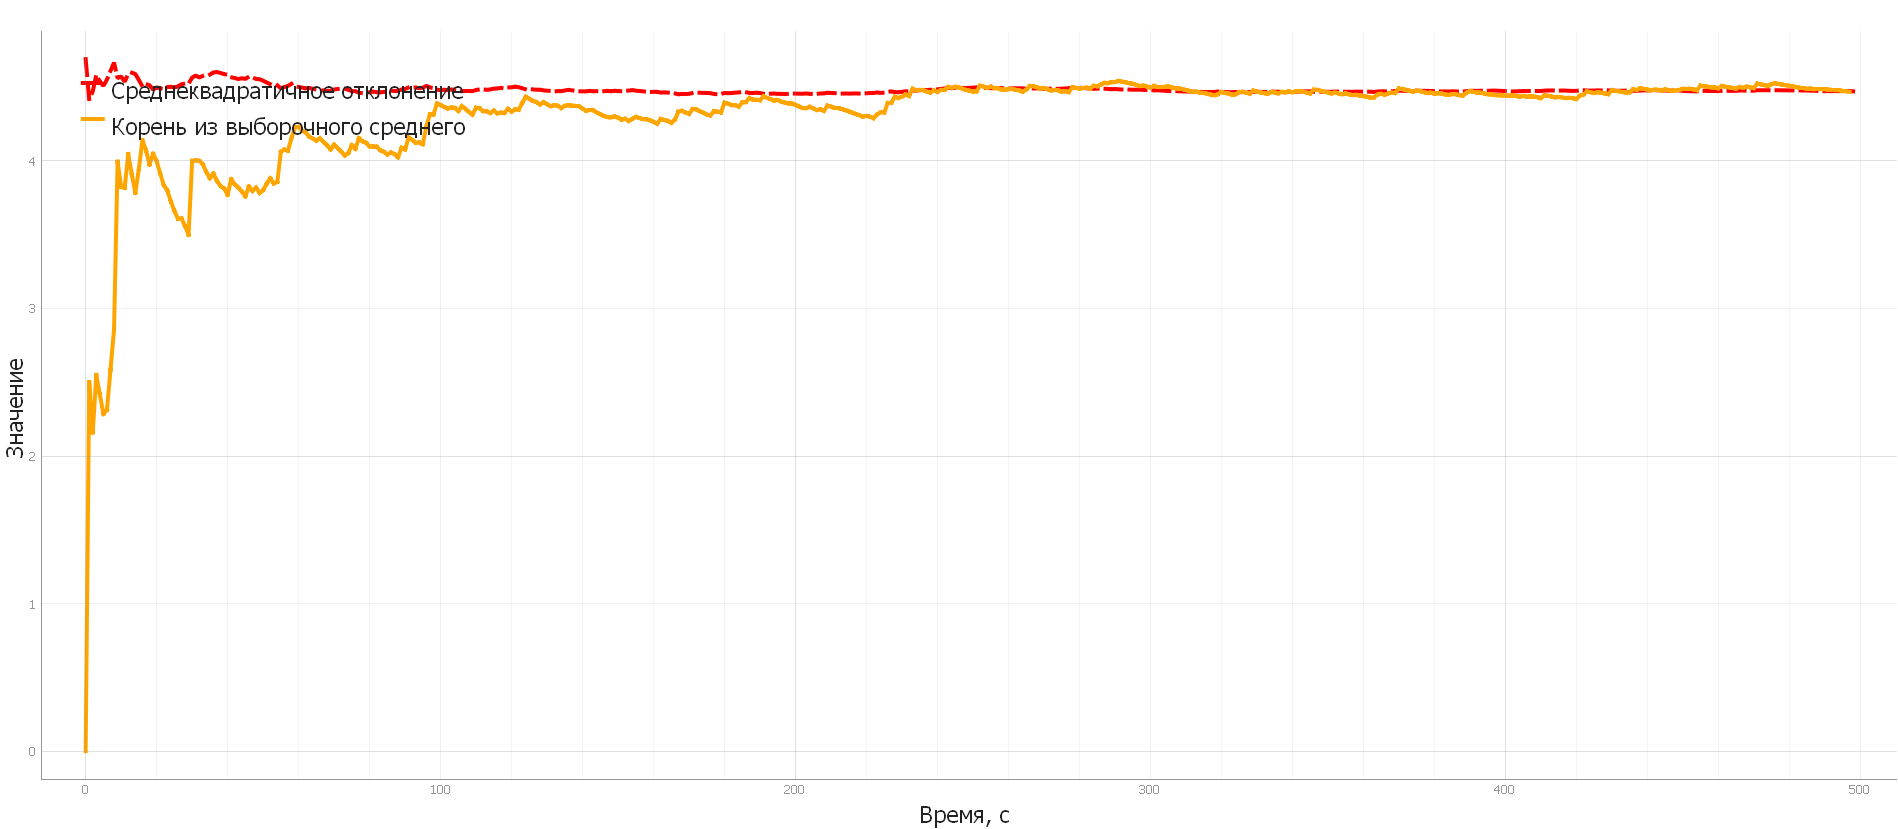 Среднеквадратичное отклонение
Корень из выборочного среднего
4
3
2
1
0
Значение
0 100 200 300 400 500
Время, с